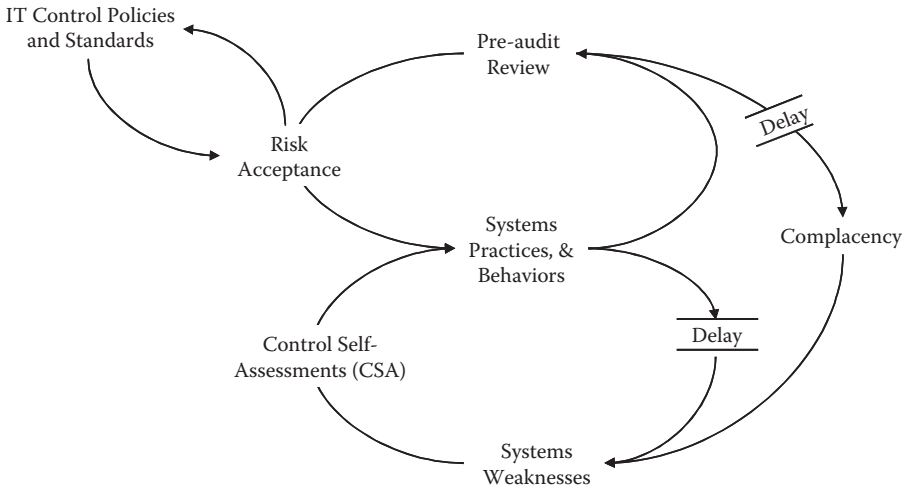 IT Control Policies
and Standards
Pre-audit
Review
Delay
Risk
Acceptance
Systems
Practices, &
Behaviors
Complacency
Delay
Control Self-
Assessments (CSA)
Systems
Weaknesses